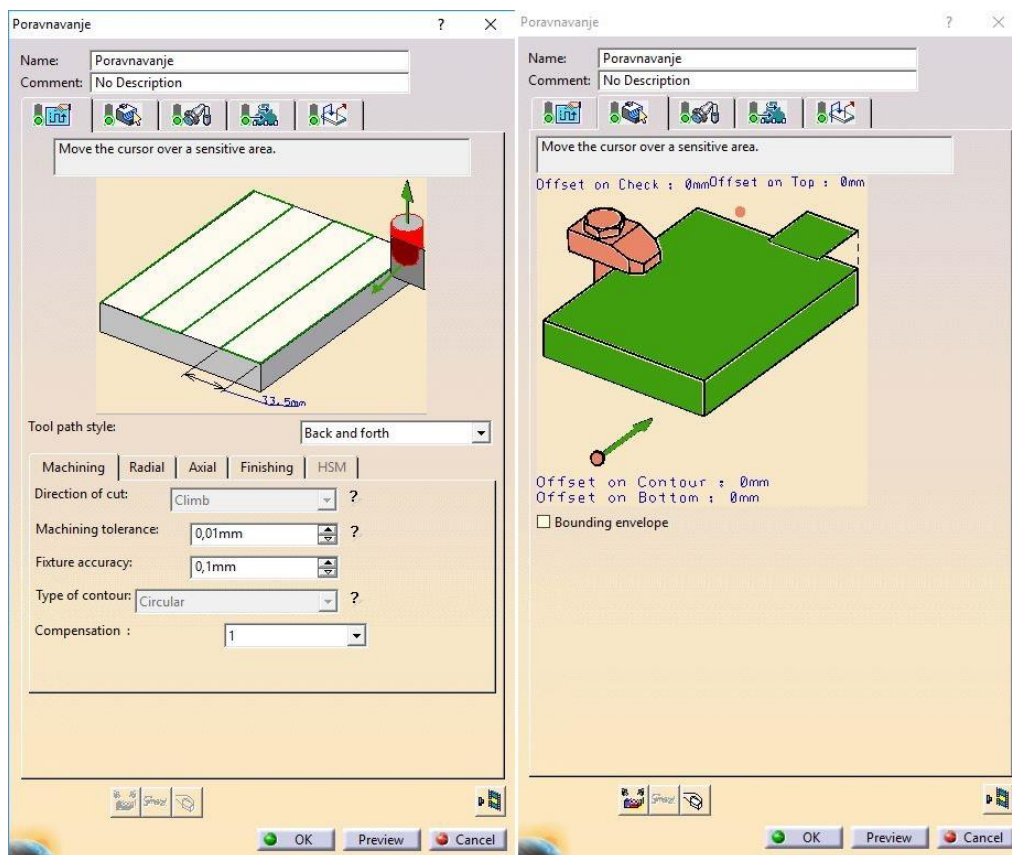 Poravnavanje ? ×
Name: Poravnavanje
Comment: No Description
Move the cursor over a sensitive area.
33.5mm
Tool path style: Back and forth
Machining Radial Axial Finishing HSM
Direction of cut: Climb ?
Machining tolerance: 0,01mm ?
Fixture accuracy: 0,1mm
Type of contour: Circular ?
Compensation : 1
OK Preview Cancel
Poravnavanje ? ×
Name: Poravnavanje
Comment: No Description
Move the cursor over a sensitive area.
Offset on Check : 0mm Offset on Top : 0mm
Offset on Contour : 0mm
Offset on Bottom : 0mm
Bounding envelope
OK Preview Cancel